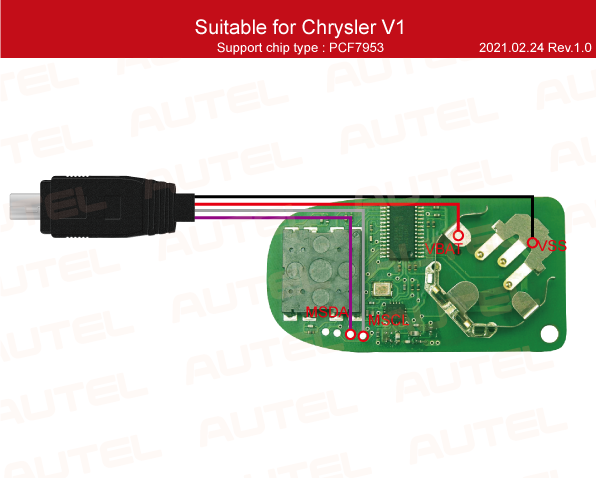 Suitable for Chrysler V1
Support chip type : PCF7953
2021.02.24 Rev.1.0
AUTEL
VBAT
VSS
MSDA
MSCL